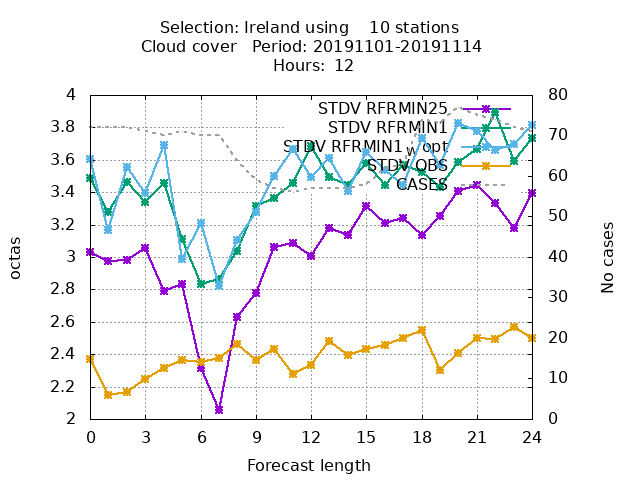 Selection: Ireland using    10 stations
Cloud cover   Period: 20191101-20191114
Hours:  12
octas
No cases
4
3.8
3.6
3.4
3.2
3
2.8
2.6
2.4
2.2
2
80
70
60
50
40
30
20
10
0
STDV RFRMIN25
STDV RFRMIN1
STDV RFRMIN1wopt
STDV OBS
CASES
0 3 6 9 12 15 18 21 24
Forecast length